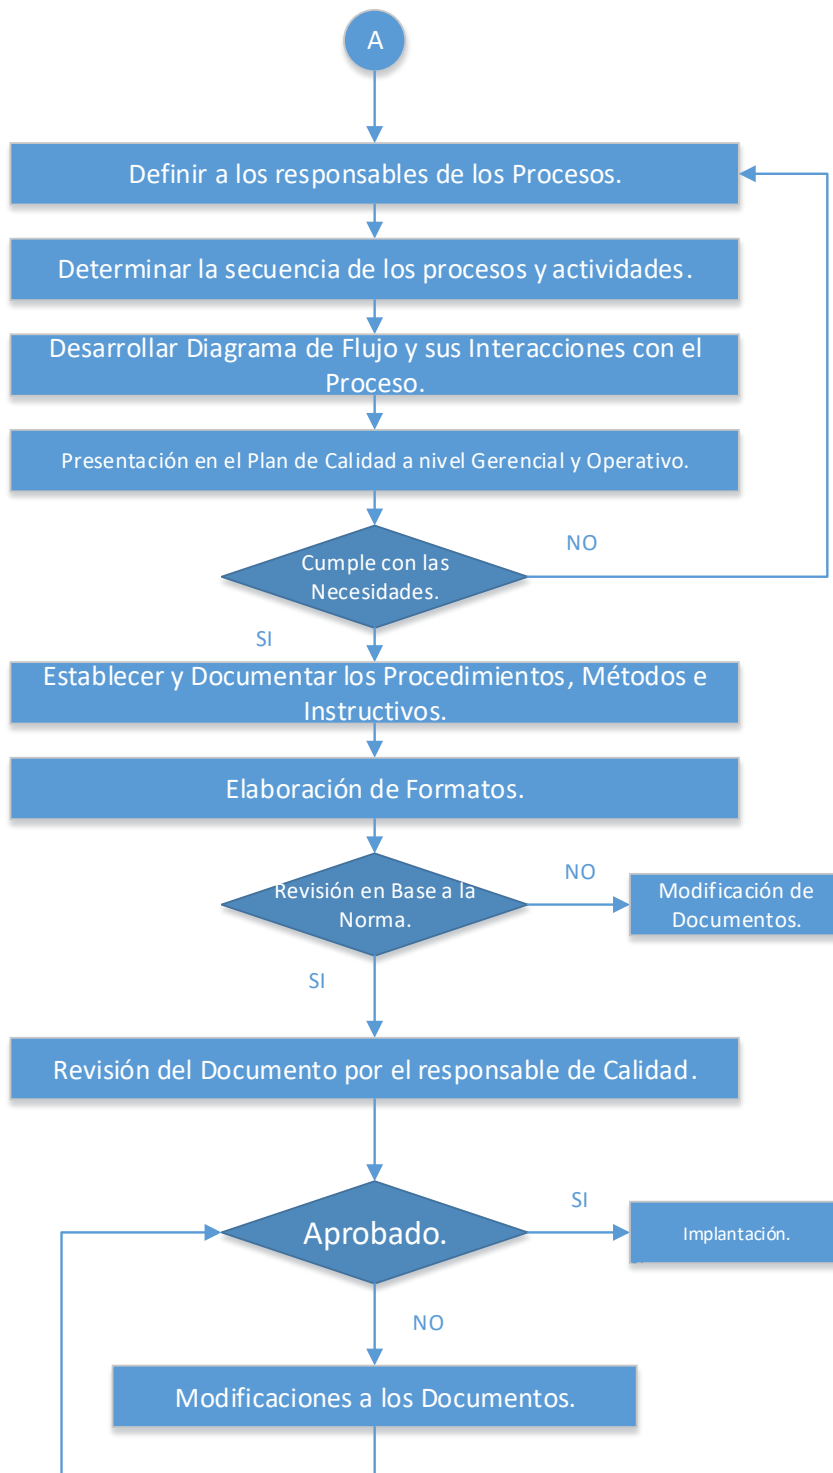 A
Definir a los responsables de los Procesos.
Determinar la secuencia de los procesos y actividades.
Desarrollar Diagrama de Flujo y sus Interacciones con el
Proceso.
Presentación en el Plan de Calidad a nivel Gerencial y Operativo.
NO
Cumple con las
Necesidades.
SI
Establecer y Documentar los Procedimientos, Métodos e
Instructivos.
Elaboración de Formatos.
NO
Revisión en Base a la
Norma.
Modificación de
Documentos.
SI
Revisión del Documento por el responsable de Calidad.
SI
Aprobado.
Implantación.
NO
Modificaciones a los Documentos.